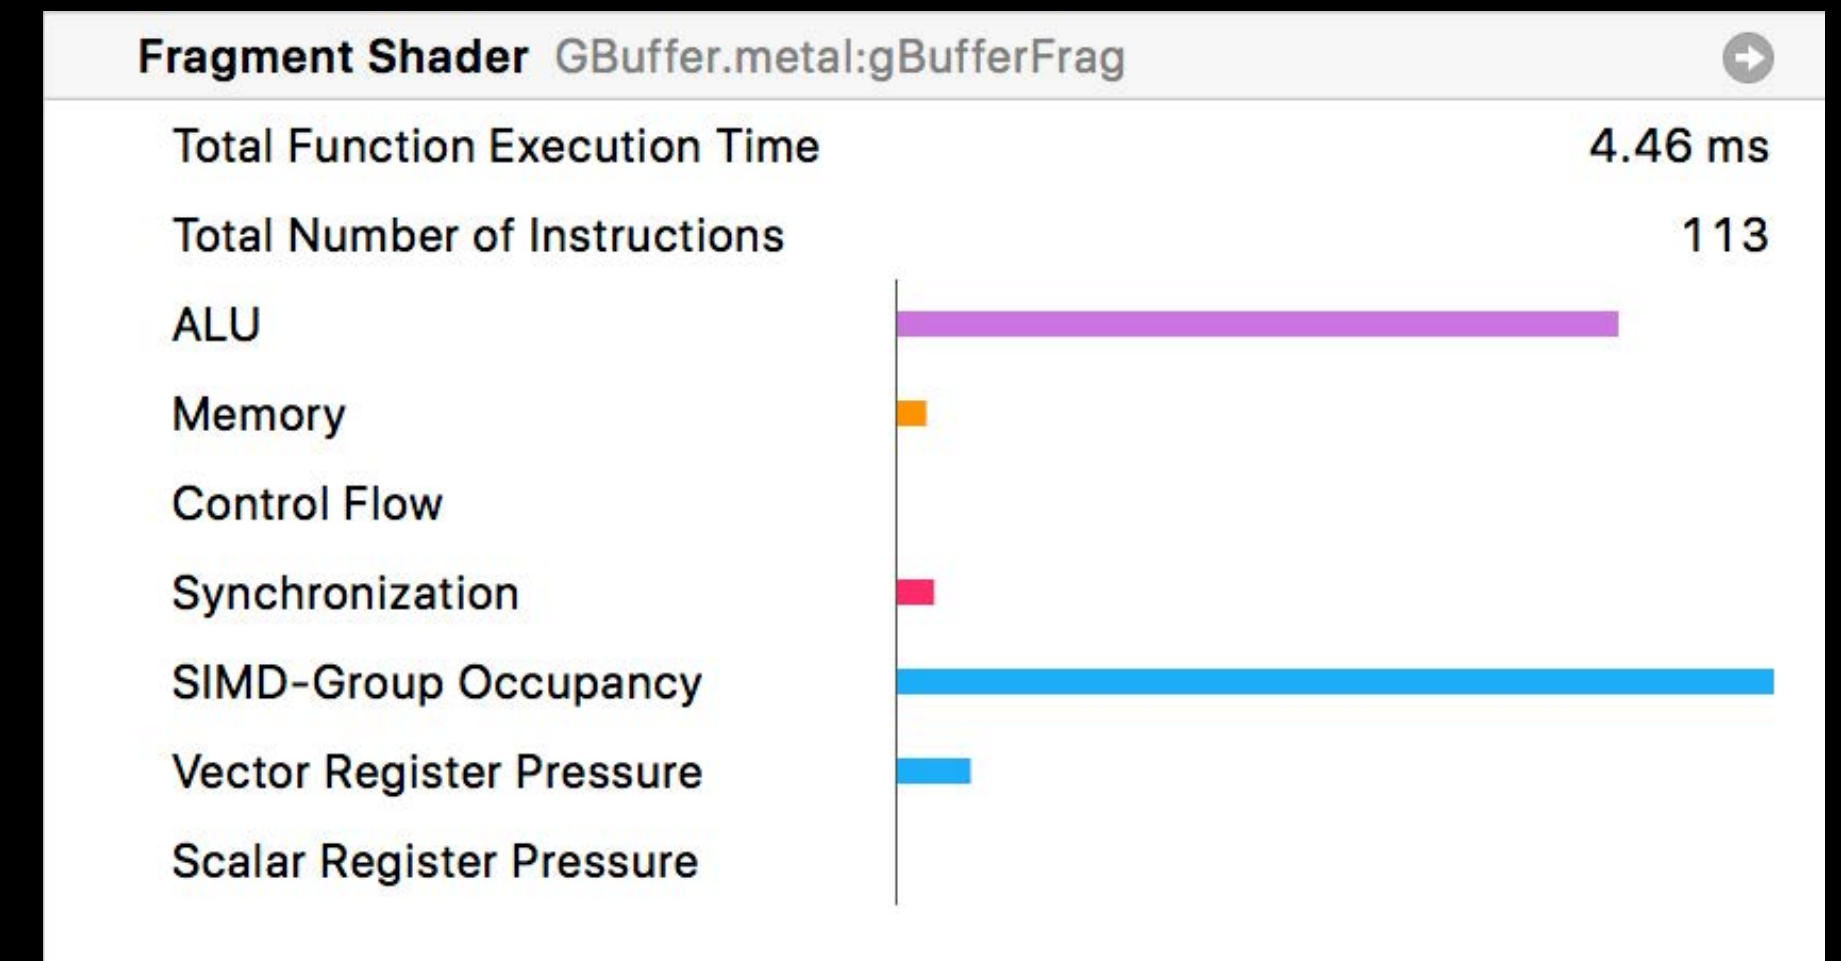 Fragment Shader GBuffer.metal:gBufferFrag
Total Function Execution Time 4.46 ms
Total Number of Instructions 113
ALU
Memory
Control Flow
Synchronization
SIMD-Group Occupancy
Vector Register Pressure
Scalar Register Pressure